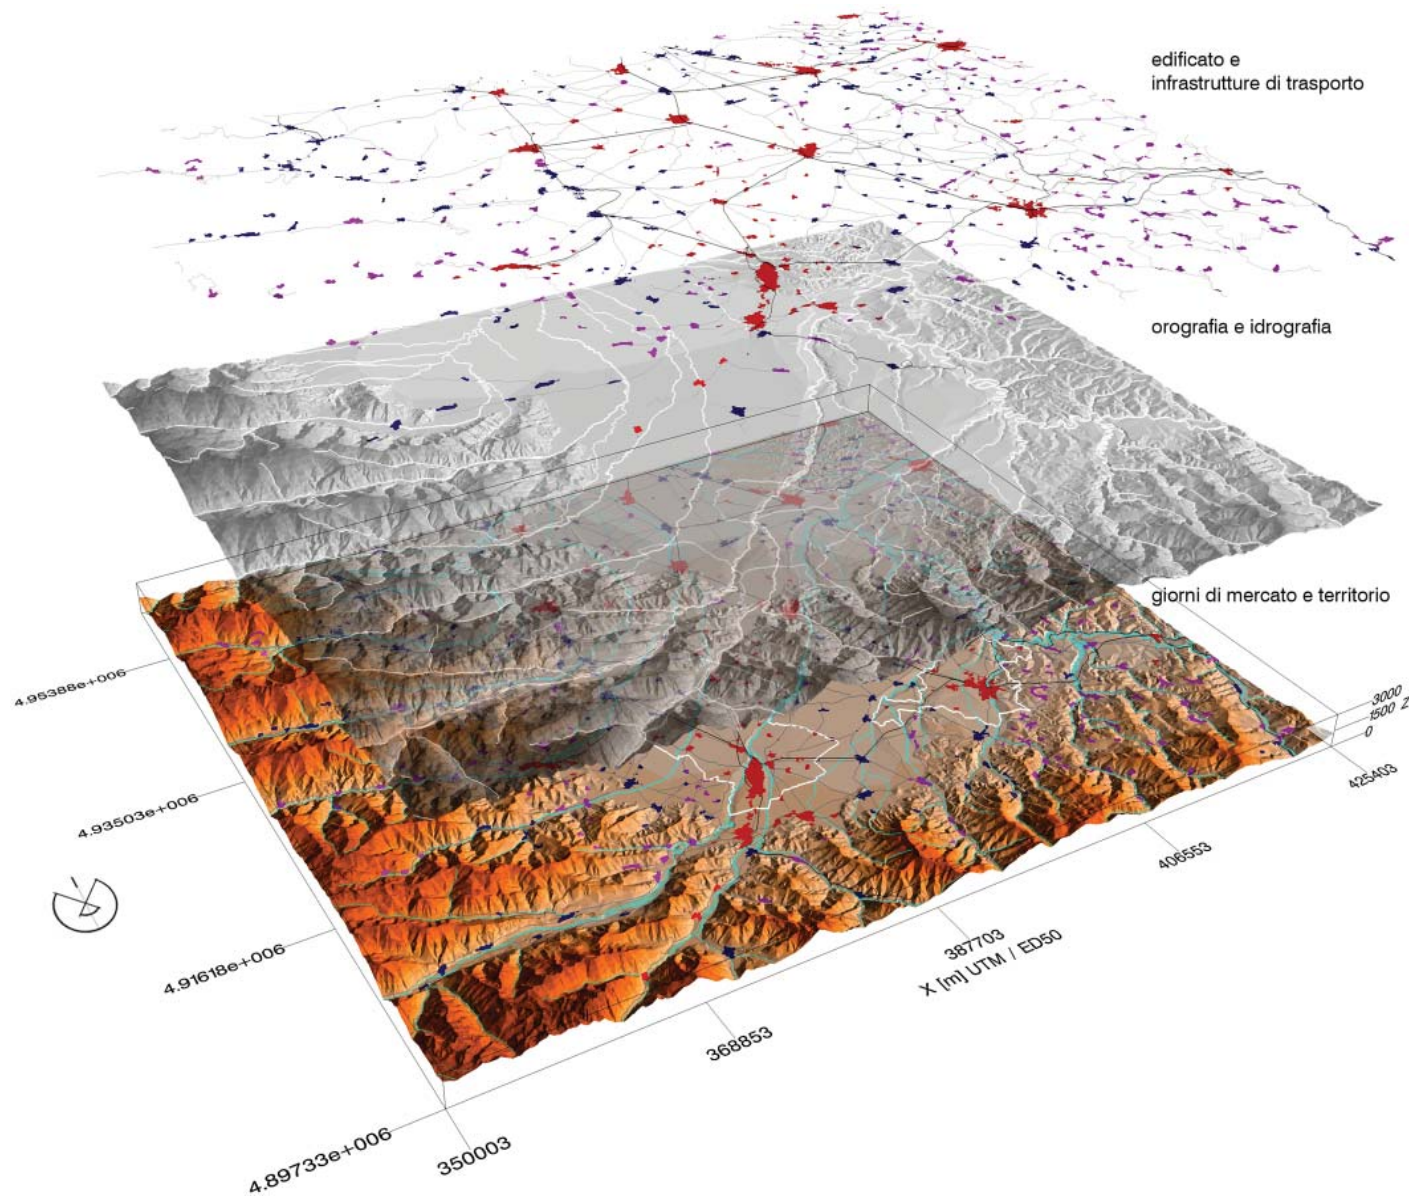 edificato e
infrastrutture di trasporto
orografia e idrografia
giorni di mercato e territorio
4.95388e+006
4.93503e+006
4.91618e+006
4.89733e+006
350003
368853
387703
406553
425403
X [m] UTM / ED50
3000
1500 Z
0